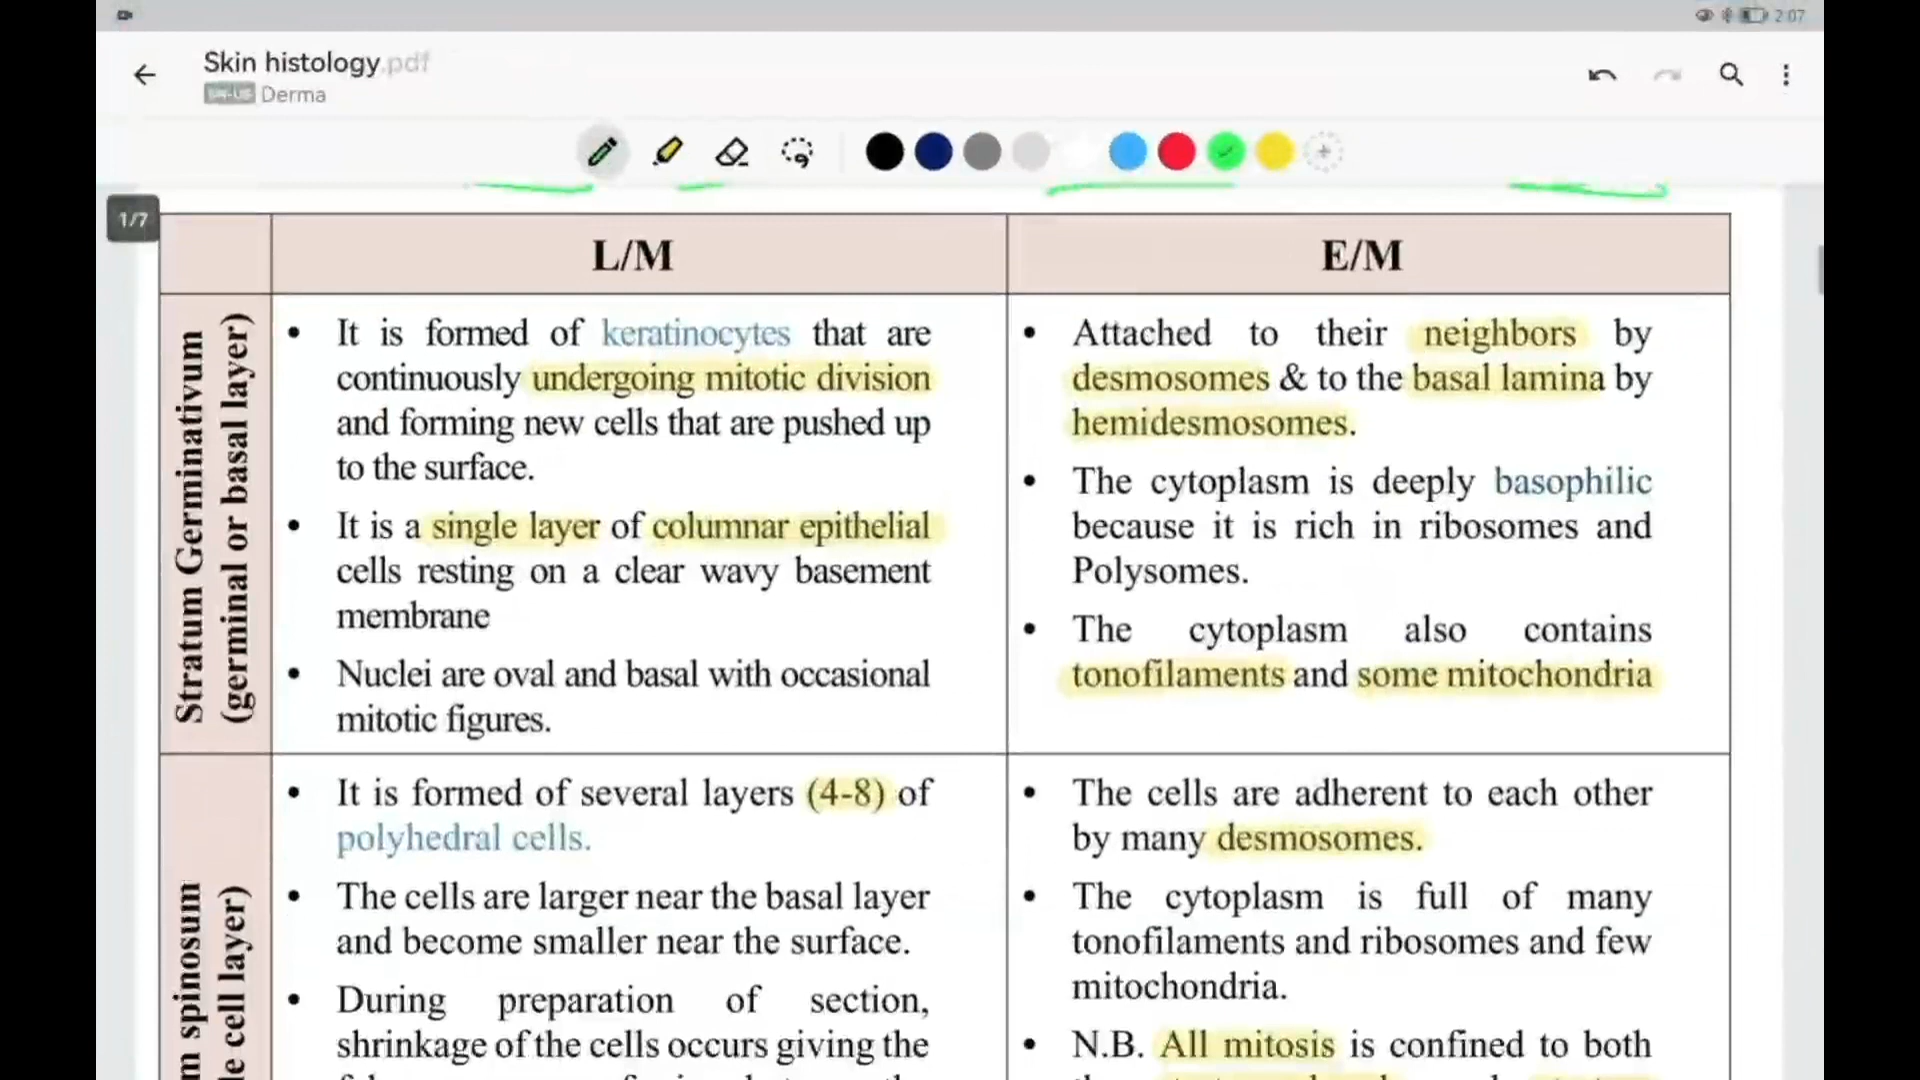 2:07
Skin histology.pdf
Derma
1/7
L/M
E/M
Stratum Germinativum
(germinal or basal layer)
• It is formed of keratinocytes that are
continuously undergoing mitotic division
and forming new cells that are pushed up
to the surface.
• It is a single layer of columnar epithelial
cells resting on a clear wavy basement
membrane
• Nuclei are oval and basal with occasional
mitotic figures.
• Attached to their neighbors by
desmosomes & to the basal lamina by
hemidesmosomes.
• The cytoplasm is deeply basophilic
because it is rich in ribosomes and
Polysomes.
• The cytoplasm also contains
tonofilaments and some mitochondria
spinosum
cell layer)
• It is formed of several layers (4-8) of
polyhedral cells.
• The cells are larger near the basal layer
and become smaller near the surface.
• During preparation of section,
shrinkage of the cells occurs giving the
• The cells are adherent to each other
by many desmosomes.
• The cytoplasm is full of many
tonofilaments and ribosomes and few
mitochondria.
• N.B. All mitosis is confined to both